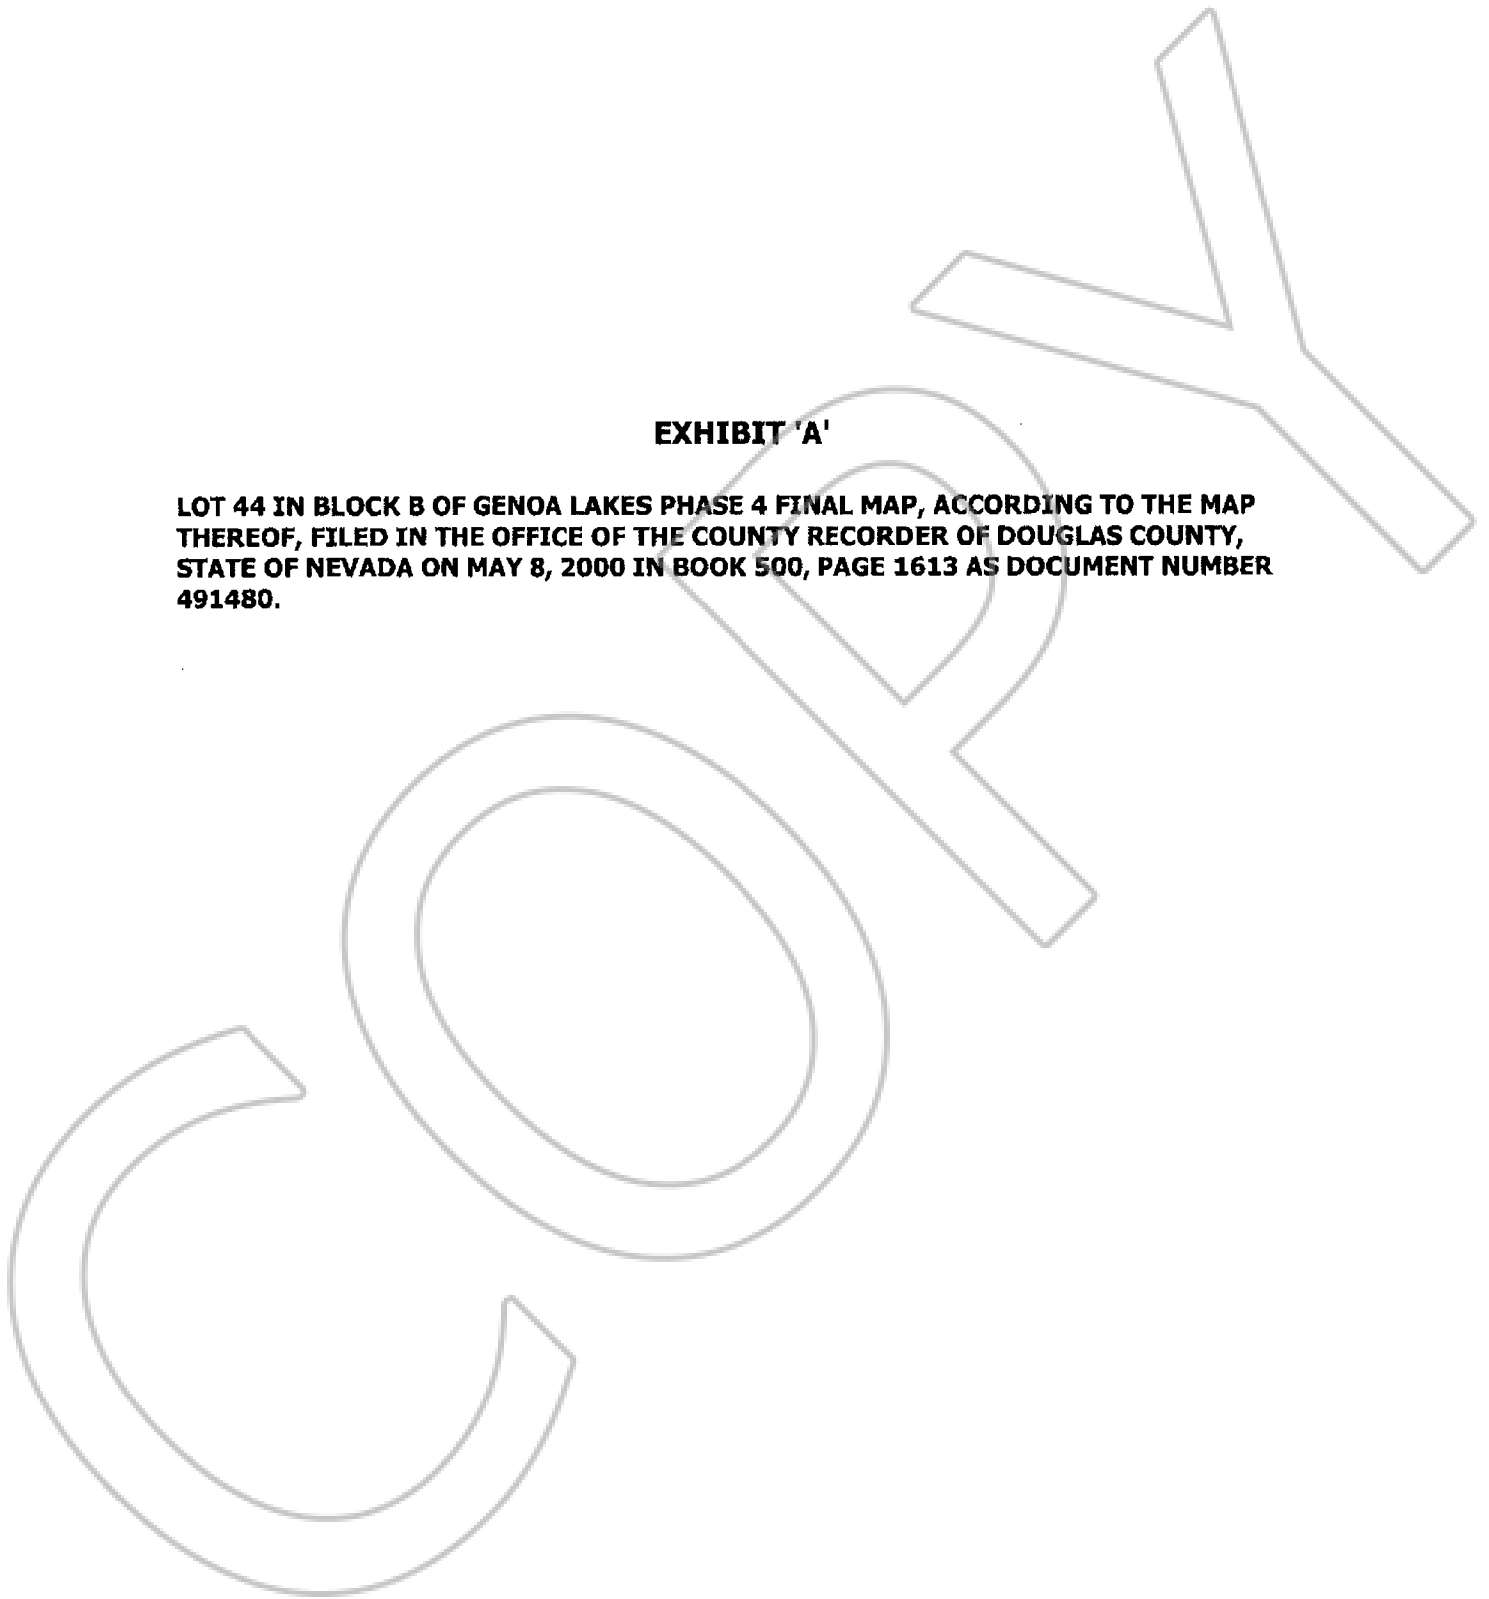 EXHIBIT 'A'
LOT 44 IN BLOCK B OF GENOA LAKES PHASE 4 FINAL MAP, ACCORDING TO THE MAP
THEREOF, FILED IN THE OFFICE OF THE COUNTY RECORDER OF DOUGLAS COUNTY,
STATE OF NEVADA ON MAY 8, 2000 IN BOOK 500, PAGE 1613 AS DOCUMENT NUMBER
491480.
COPY